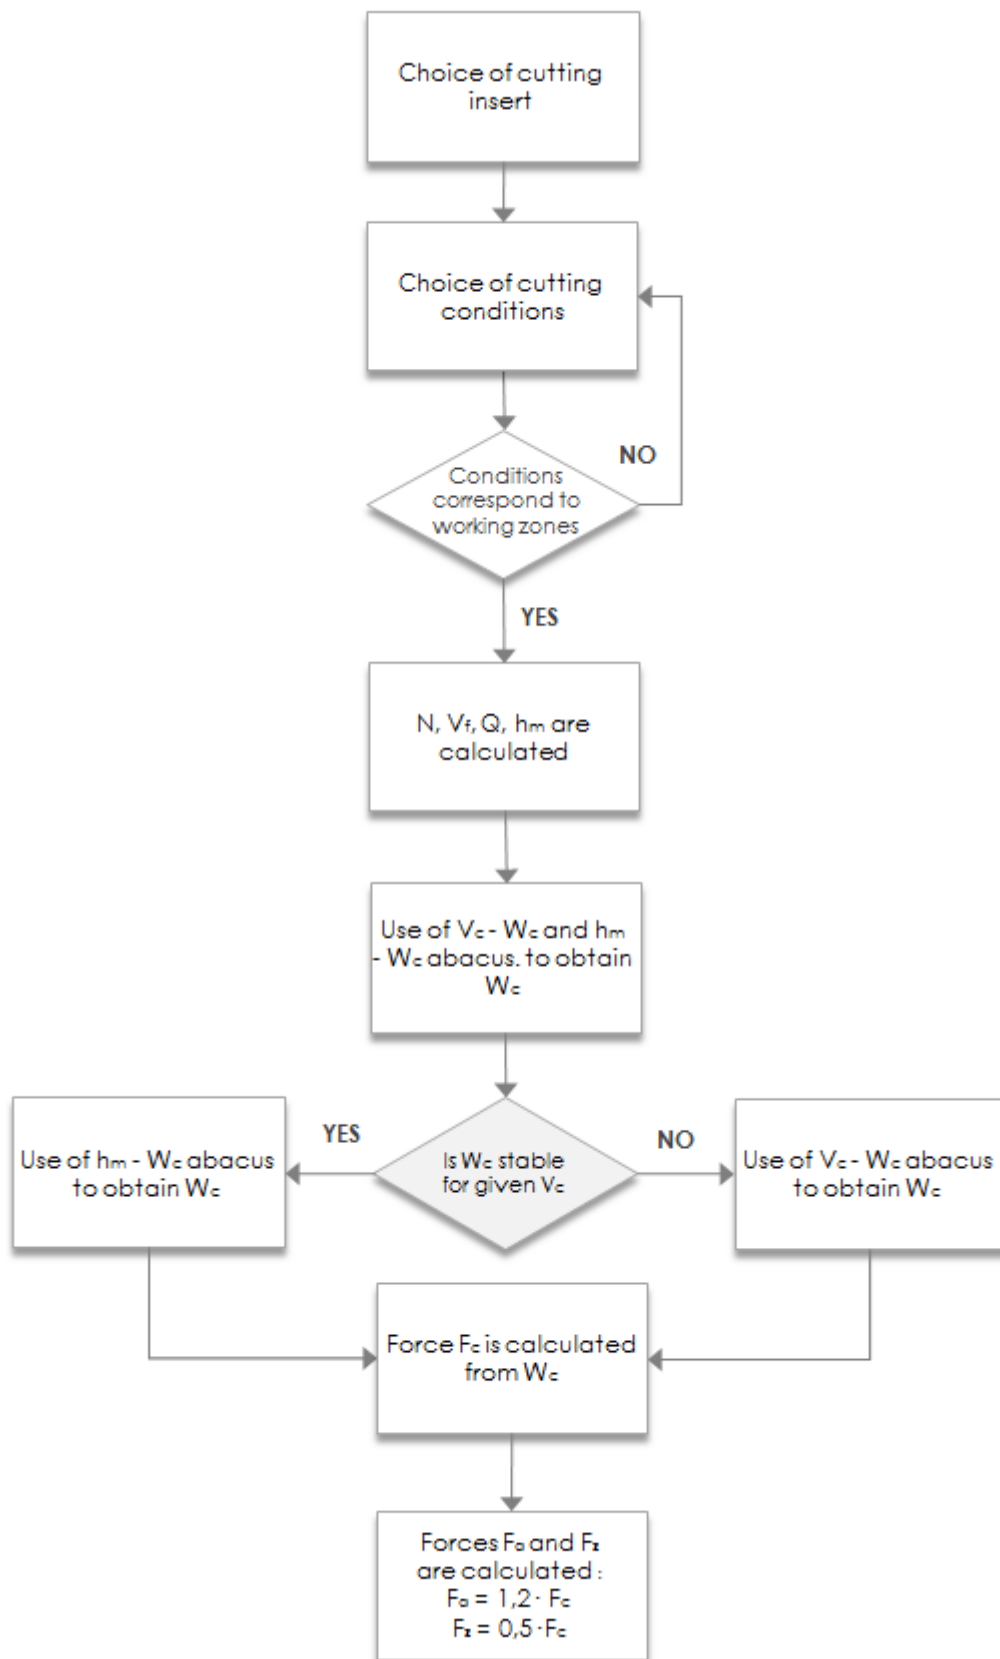 Choice of cutting
insert
Choice of cutting
conditions
Conditions
correspond to
working zones
NO
YES
N, Vf, Q, hm are
calculated
Use of Vc - Wc and hm
- Wc abacus. to obtain
Wc
Is Wc stable
for given Vc
YES
NO
Use of hm - Wc abacus
to obtain Wc
Use of Vc - Wc abacus
to obtain Wc
Force Fc is calculated
from Wc
Forces Fa and Fz
are calculated :
Fa = 1,2 · Fc
Fz = 0,5 · Fc